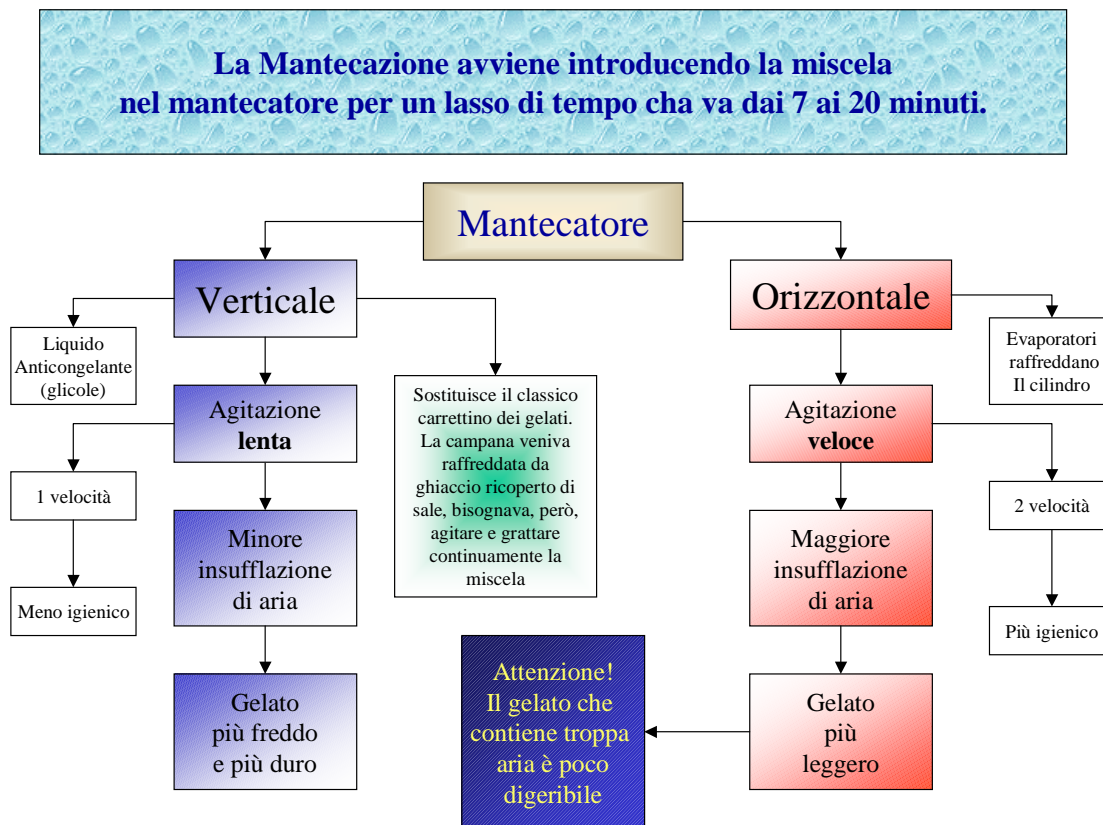 La Mantecazione avviene introducendo la miscela
nel mantecatore per un lasso di tempo cha va dai 7 ai 20 minuti.
Mantecatore
Verticale
Orizzontale
Liquido
Anticongelante
(glicole)
Evaporatori
raffreddano
Il cilindro
Agitazione
lenta
Sostituisce il classico
carrettino dei gelati.
La campana veniva
raffreddata da
ghiaccio ricoperto di
sale, bisognava, però,
agitare e grattare
continuamente la
miscela
Agitazione
veloce
1 velocità
2 velocità
Minore
insufflazione
di aria
Maggiore
insufflazione
di aria
Meno igienico
Più igienico
Gelato
più freddo
e più duro
Attenzione!
Il gelato che
contiene troppa
aria è poco
digeribile
Gelato
più
leggero